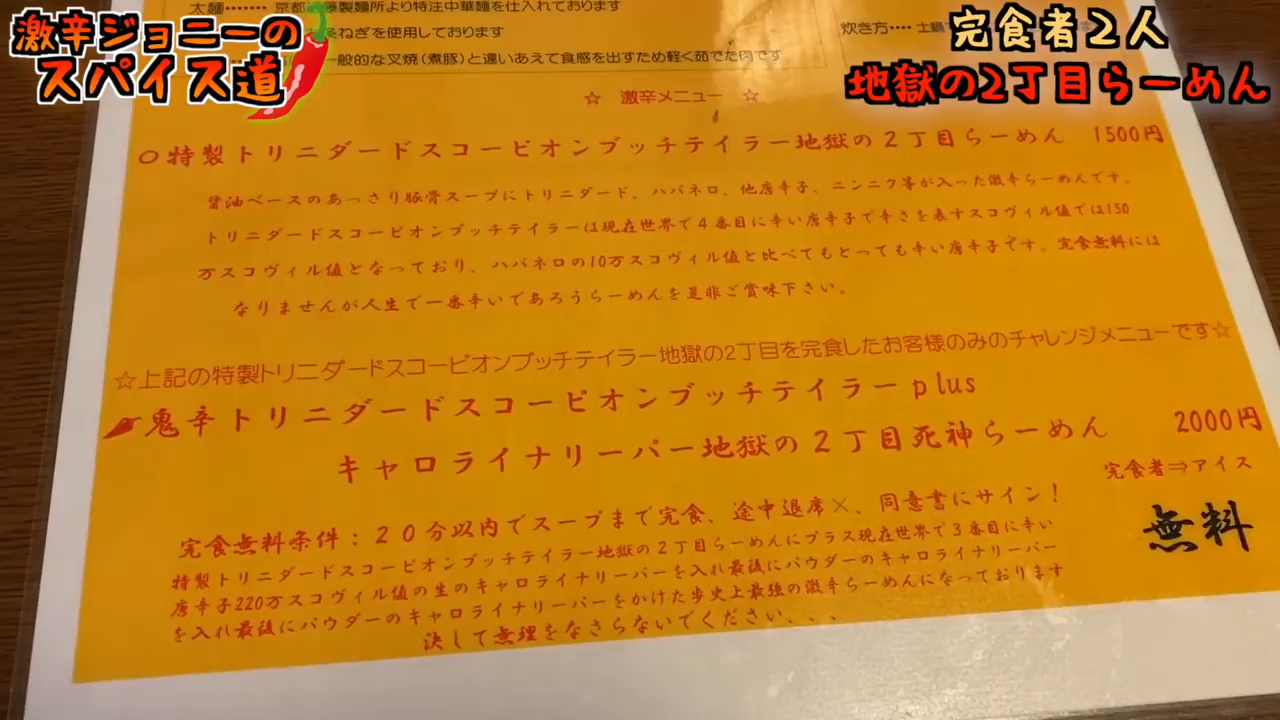 激辛ジョニーの
スパイス道
完食者2人
地獄の2丁目らーめん
太麺‥‥‥‥ 京都 製麺所より特注中華麺を仕入れております
ねぎを使用しております
一般的な叉焼(煮豚)と違いあえて食感を出すため軽く茹でた肉です
炊き方‥‥ 土鍋で
☆ 激辛メニュー ☆
○特製トリニダードスコーピオンブッチテイラー地獄の2丁目らーめん 1500円
醤油ベースのあっさり豚骨スープにトリニダード、ハバネロ、他唐辛子、ニンニク等が入った激辛らーめんです。
トリニダードスコーピオンブッチテイラーは現在世界で4番目に辛い唐辛子で辛さを表すスコヴィル値では150
万スコヴィル値となっており、ハバネロの10万スコヴィル値と比べてもとっても辛い唐辛子です。完食無料には
なりませんが人生で一番辛いであろうらーめんを是非ご賞味下さい。
☆上記の特製トリニダードスコーピオンブッチテイラー地獄の2丁目を完食したお客様のみのチャレンジメニューです☆
鬼辛トリニダードスコーピオンブッチテイラーplus
キャロライナリーパー地獄の2丁目死神らーめん 2000円
完食者⇒アイス
無料
完食無料条件：20分以内でスープまで完食、途中退席×、同意書にサイン！
特製トリニダードスコーピオンブッチテイラー地獄の2丁目らーめんにプラス現在世界で3番目に辛い
唐辛子220万スコヴィル値の生のキャロライナリーパーを入れ最後にパウダーのキャロライナリーパー
を入れ最後にパウダーのキャロライナリーパーをかけた歩史上最強の激辛らーめんになっております
決して無理をなさらないでください、、、